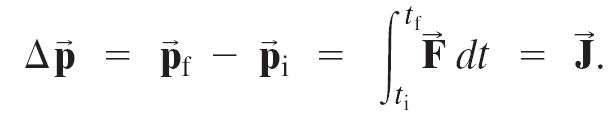 Δp⃗ = p⃗_f − p⃗_i = ∫_{t_i}^{t_f} F⃗ dt = J⃗.